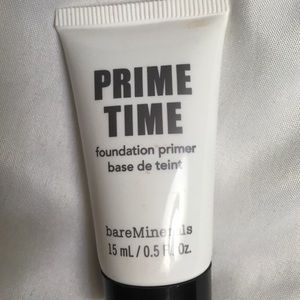 PRIME
TIME
foundation primer
base de teint
bareMinerals
15 mL / 0.5 Fl. Oz.